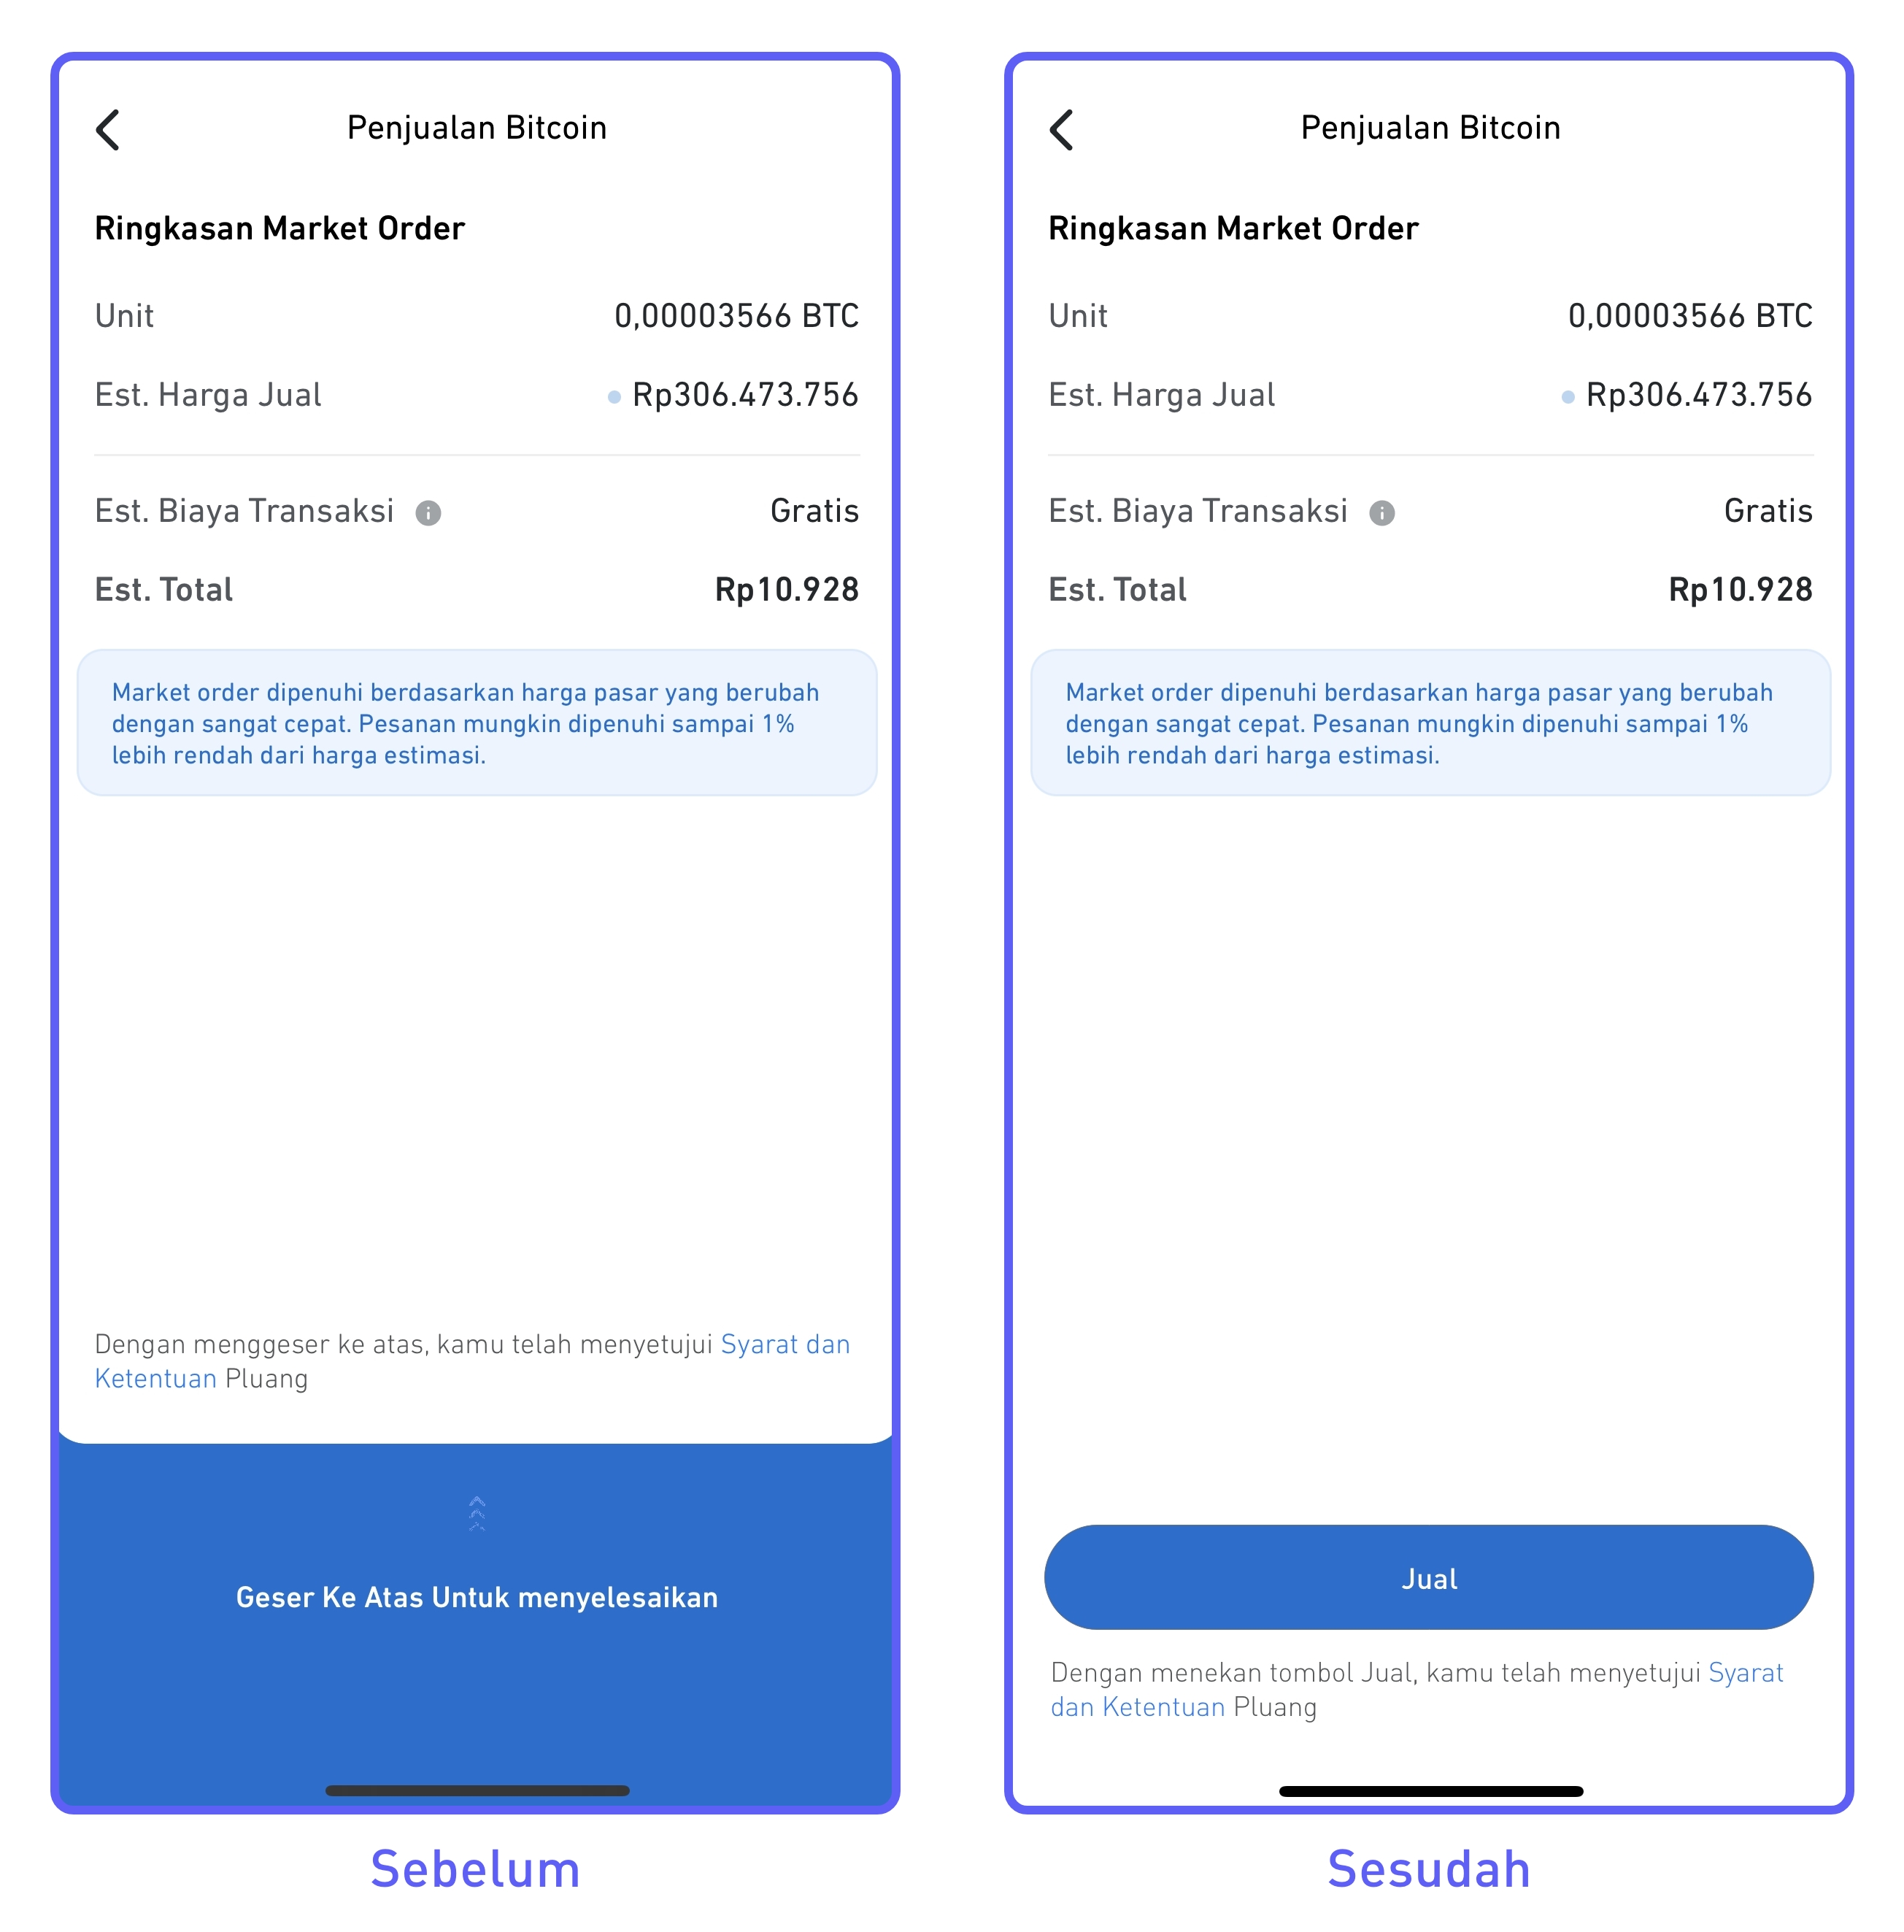 Penjualan Bitcoin
Ringkasan Market Order
Unit 0,00003566 BTC
Est. Harga Jual Rp306.473.756
Est. Biaya Transaksi Gratis
Est. Total Rp10.928
Market order dipenuhi berdasarkan harga pasar yang berubah
dengan sangat cepat. Pesanan mungkin dipenuhi sampai 1%
lebih rendah dari harga estimasi.
Dengan menggeser ke atas, kamu telah menyetujui Syarat dan
Ketentuan Pluang
Geser Ke Atas Untuk menyelesaikan
Sebelum
Penjualan Bitcoin
Ringkasan Market Order
Unit 0,00003566 BTC
Est. Harga Jual Rp306.473.756
Est. Biaya Transaksi Gratis
Est. Total Rp10.928
Market order dipenuhi berdasarkan harga pasar yang berubah
dengan sangat cepat. Pesanan mungkin dipenuhi sampai 1%
lebih rendah dari harga estimasi.
Jual
Dengan menekan tombol Jual, kamu telah menyetujui Syarat
dan Ketentuan Pluang
Sesudah